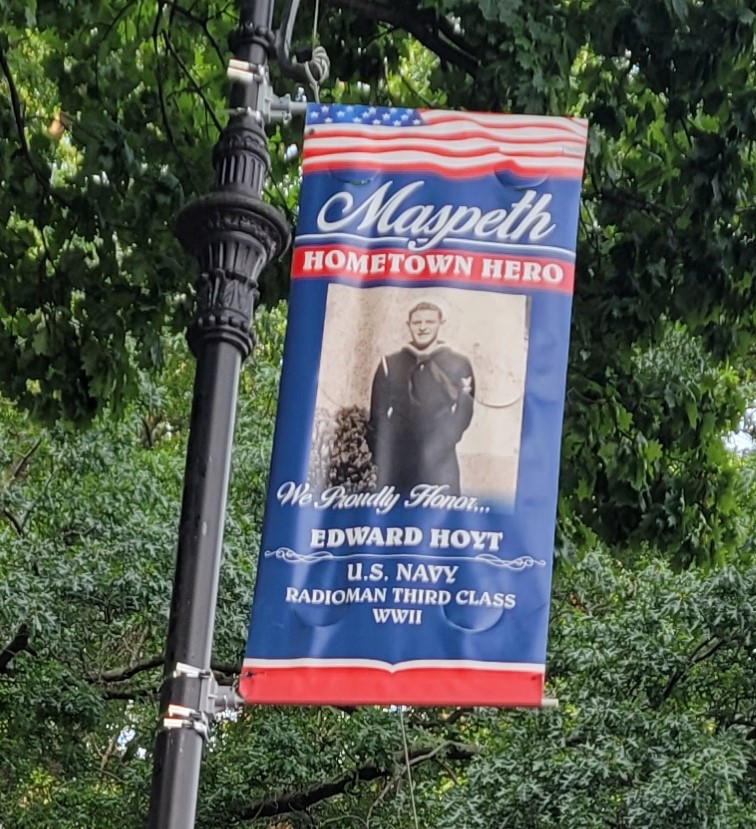 Maspeth
HOMETOWN HERO
We Proudly Honor...
EDWARD HOYT
U.S. NAVY
RADIOMAN THIRD CLASS
WWII